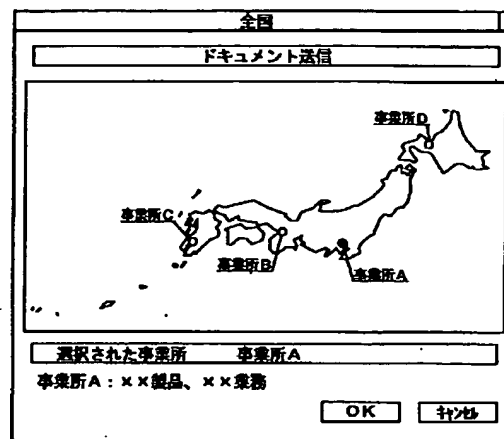 全国
ドキュメント送信
事業所D
事業所C
事業所B
事業所A
選択された事業所 事業所A
事業所A:××製品、××業務
OK キャンセル